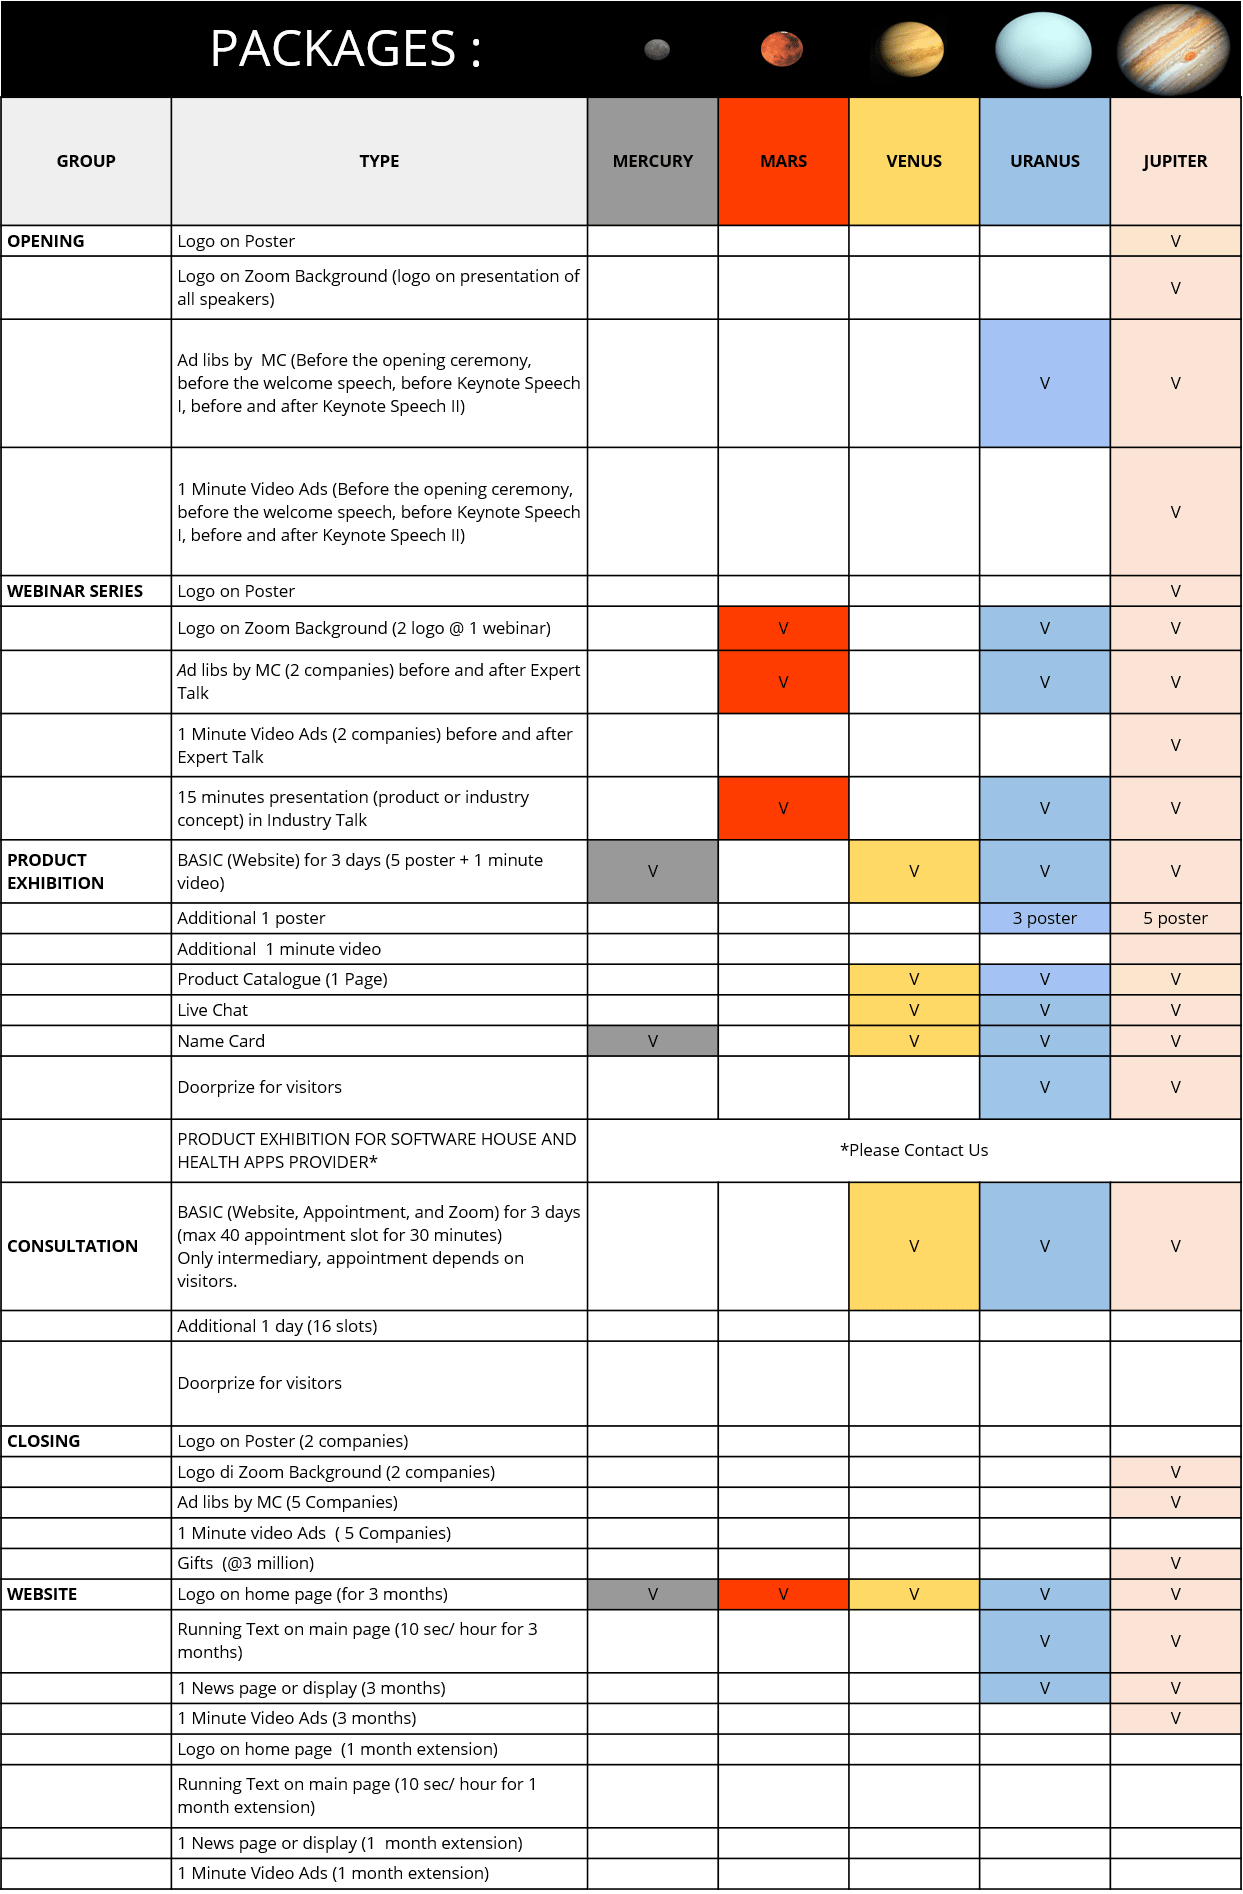 PACKAGES :
GROUP TYPE MERCURY MARS VENUS URANUS JUPITER
OPENING Logo on Poster V
Logo on Zoom Background (logo on presentation of
all speakers) V
Ad libs by  MC (Before the opening ceremony,
before the welcome speech, before Keynote Speech V V
I, before and after Keynote Speech II)
1 Minute Video Ads (Before the opening ceremony,
before the welcome speech, before Keynote Speech V
I, before and after Keynote Speech II)
WEBINAR SERIES Logo on Poster V
Logo on Zoom Background (2 logo @ 1 webinar) V V V
Ad libs by MC (2 companies) before and after Expert
Talk V V V
1 Minute Video Ads (2 companies) before and after
Expert Talk V
15 minutes presentation (product or industry
concept) in Industry Talk V V V
PRODUCT BASIC (Website) for 3 days (5 poster + 1 minute
EXHIBITION video) V V V V
Additional 1 poster 3 poster 5 poster
Additional  1 minute video
Product Catalogue (1 Page) V V V
Live Chat V V V
Name Card V V V V
Doorprize for visitors V V
PRODUCT EXHIBITION FOR SOFTWARE HOUSE AND
HEALTH APPS PROVIDER* *Please Contact Us
BASIC (Website, Appointment, and Zoom) for 3 days
(max 40 appointment slot for 30 minutes)
CONSULTATION V V V
Only intermediary, appointment depends on
visitors.
Additional 1 day (16 slots)
Doorprize for visitors
CLOSING Logo on Poster (2 companies)
Logo di Zoom Background (2 companies) V
Ad libs by MC (5 Companies) V
1 Minute video Ads  ( 5 Companies)
Gifts  (@3 million) V
WEBSITE Logo on home page (for 3 months) V V V V V
Running Text on main page (10 sec/ hour for 3
months) V V
1 News page or display (3 months) V V
1 Minute Video Ads (3 months) V
Logo on home page  (1 month extension)
Running Text on main page (10 sec/ hour for 1
month extension)
1 News page or display (1  month extension)
1 Minute Video Ads (1 month extension)